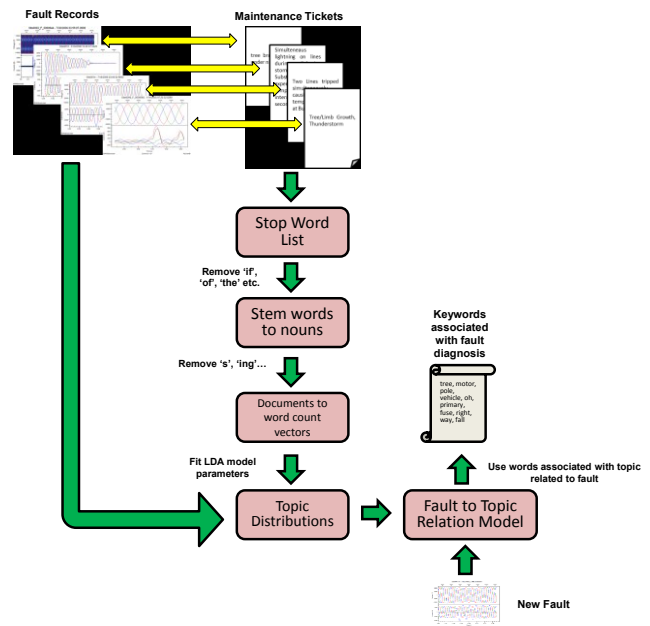 Fault Records
Maintenance Tickets
Simultaneous
lightning on lines
Two Lines tripped
Tree/Limb Growth,
Thunderstorm
Stop Word
List
Remove 'if',
'of', 'the' etc.
Stem words
to nouns
Remove 's', 'ing'...
Documents to
word count
vectors
Fit LDA model
parameters
Topic
Distributions
Fault to Topic
Relation Model
Keywords
associated
with fault
diagnosis
tree, motor,
pole,
vehicle, oh,
primary,
fuse, right,
way, fall
Use words associated with topic
related to fault
New Fault